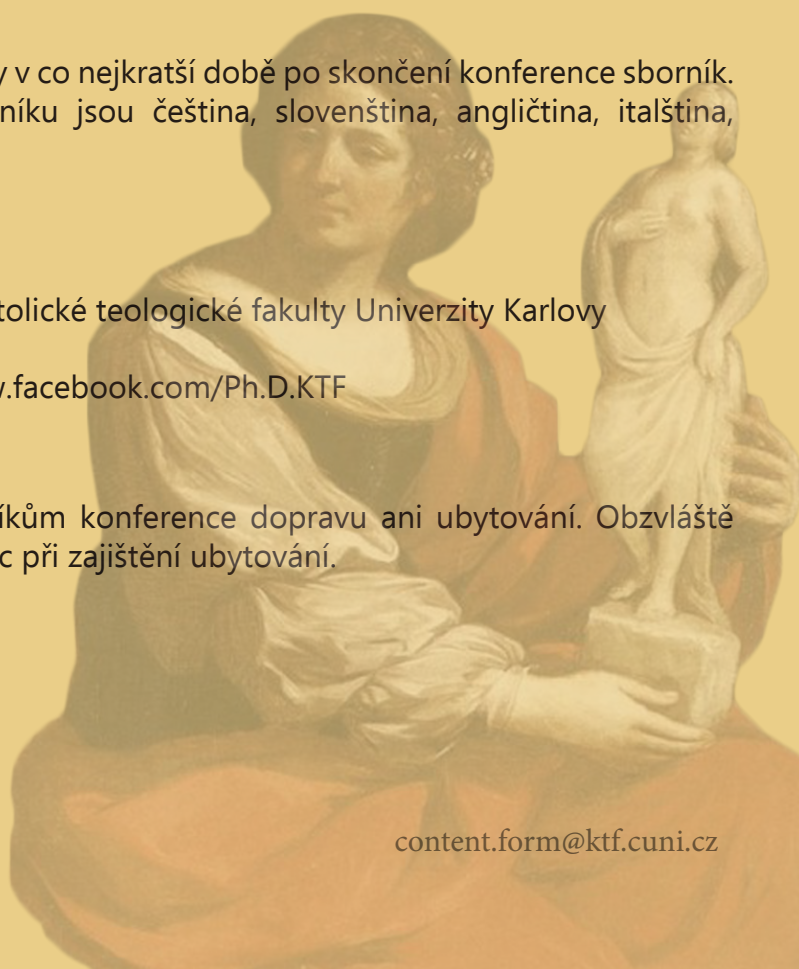 y v co nejkratší době po skončení konference sborník.
níku jsou čeština, slovenština, angličtina, italština,
tolické teologické fakulty Univerzity Karlovy
w.facebook.com/Ph.D.KTF
íkům konference dopravu ani ubytování. Obzvláště
c při zajištění ubytování.
content.form@ktf.cuni.cz